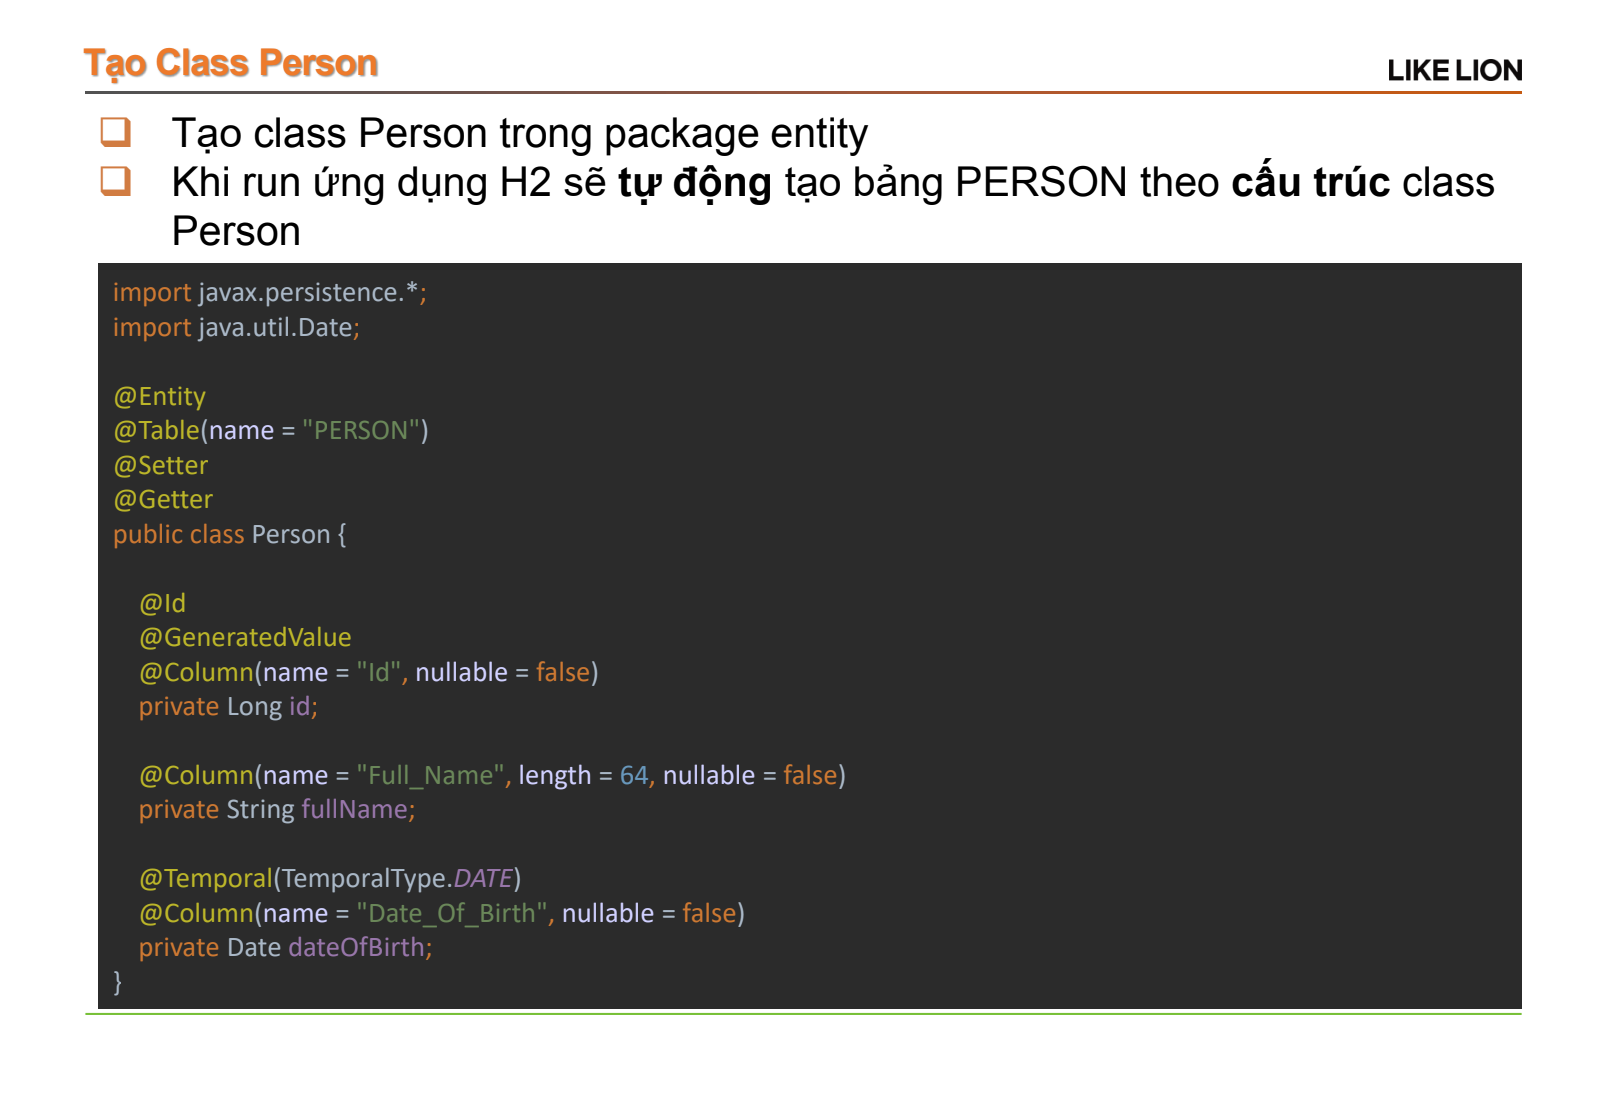 Tạo Class Person
LIKE LION
Tạo class Person trong package entity
Khi run ứng dụng H2 sẽ tự động tạo bảng PERSON theo cấu trúc class
Person
import javax.persistence.*;
import java.util.Date;
@Entity
@Table(name = "PERSON")
@Setter
@Getter
public class Person {
@Id
@GeneratedValue
@Column(name = "Id", nullable = false)
private Long id;
@Column(name = "Full_Name", length = 64, nullable = false)
private String fullName;
@Temporal(TemporalType.DATE)
@Column(name = "Date_Of_Birth", nullable = false)
private Date dateOfBirth;
}